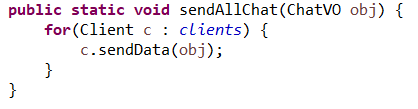 public static void sendAllChat(ChatVO obj) {
    for(Client c : clients) {
        c.sendData(obj);
    }
}